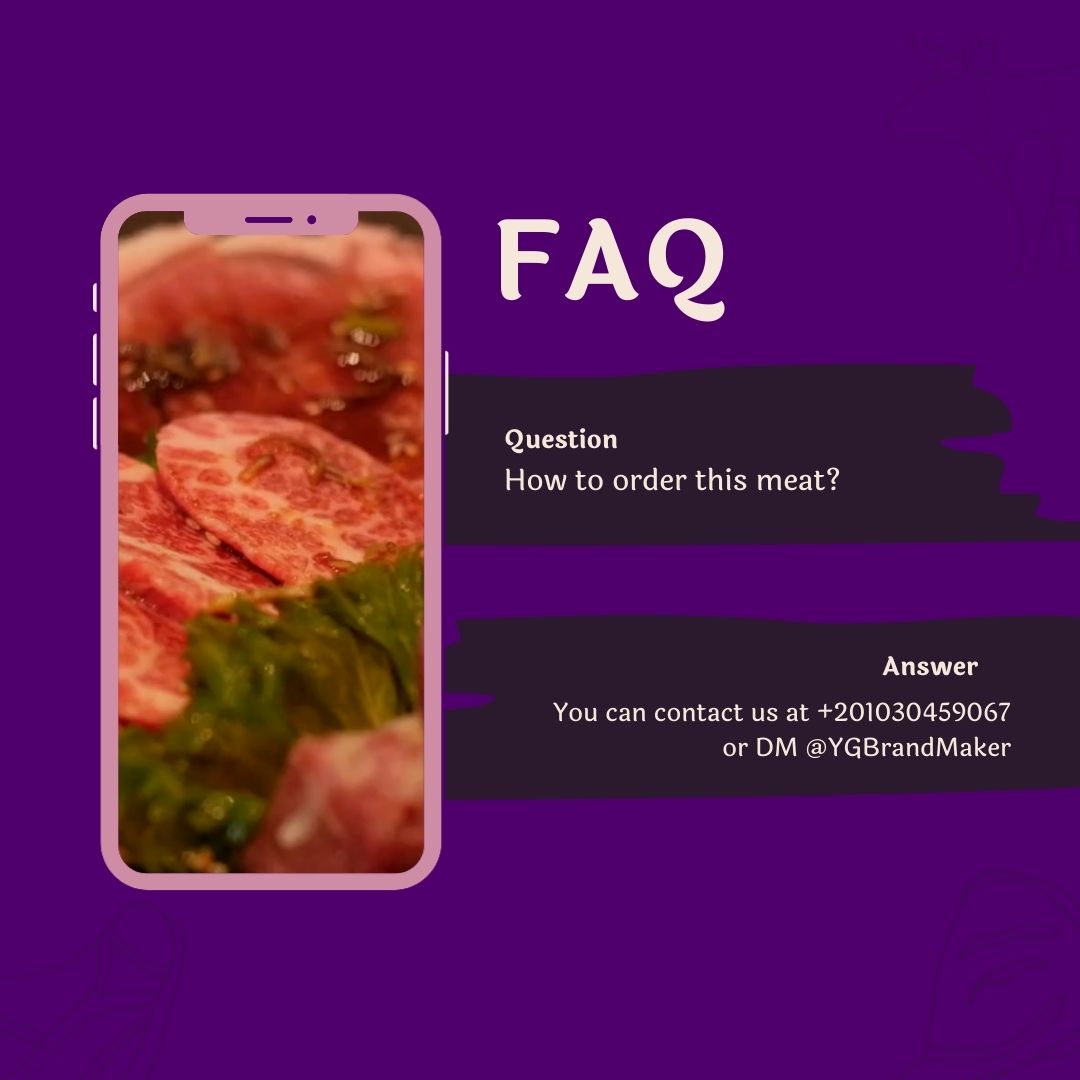 FAQ
Question
How to order this meat?
Answer
You can contact us at +201030459067
or DM @YGBrandMaker